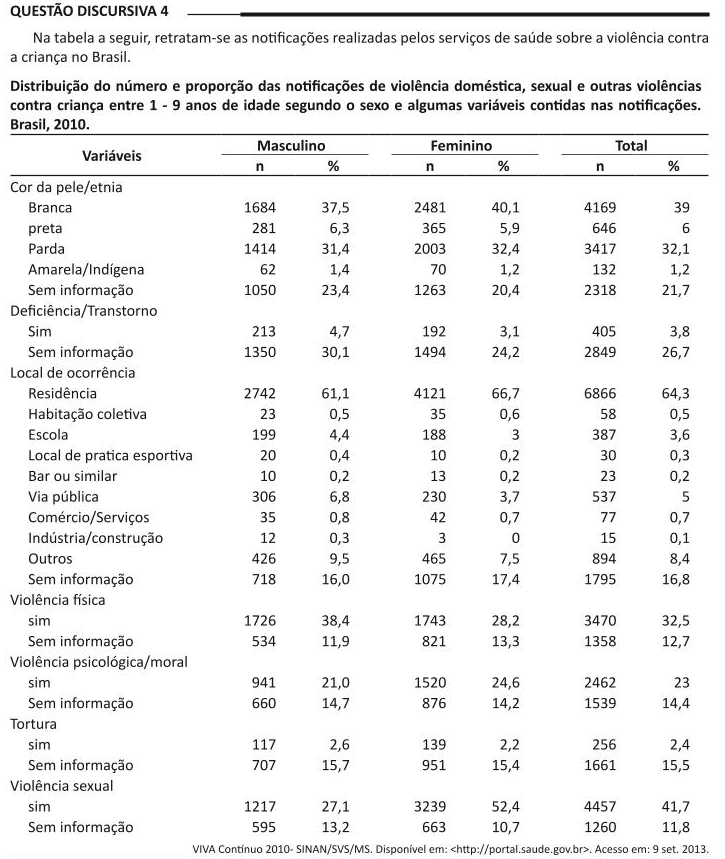 QUESTÃO DISCURSIVA 4
Na tabela a seguir, retratam-se as notificações realizadas pelos serviços de saúde sobre a violência contra
a criança no Brasil.
Distribuição do número e proporção das notificações de violência doméstica, sexual e outras violências
contra criança entre 1 - 9 anos de idade segundo o sexo e algumas variáveis contidas nas notificações.
Brasil, 2010.
Variáveis Masculino Feminino Total
n % n % n %
Cor da pele/etnia
Branca 1684 37,5 2481 40,1 4169 39
preta 281 6,3 365 5,9 646 6
Parda 1414 31,4 2003 32,4 3417 32,1
Amarela/Indígena 62 1,4 70 1,2 132 1,2
Sem informação 1050 23,4 1263 20,4 2318 21,7
Deficiência/Transtorno
Sim 213 4,7 192 3,1 405 3,8
Sem informação 1350 30,1 1494 24,2 2849 26,7
Local de ocorrência
Residência 2742 61,1 4121 66,7 6866 64,3
Habitação coletiva 23 0,5 35 0,6 58 0,5
Escola 199 4,4 188 3 387 3,6
Local de pratica esportiva 20 0,4 10 0,2 30 0,3
Bar ou similar 10 0,2 13 0,2 23 0,2
Via pública 306 6,8 230 3,7 537 5
Comércio/Serviços 35 0,8 42 0,7 77 0,7
Indústria/construção 12 0,3 3 0 15 0,1
Outros 426 9,5 465 7,5 894 8,4
Sem informação 718 16,0 1075 17,4 1795 16,8
Violência física
sim 1726 38,4 1743 28,2 3470 32,5
Sem informação 534 11,9 821 13,3 1358 12,7
Violência psicológica/moral
sim 941 21,0 1520 24,6 2462 23
Sem informação 660 14,7 876 14,2 1539 14,4
Tortura
sim 117 2,6 139 2,2 256 2,4
Sem informação 707 15,7 951 15,4 1661 15,5
Violência sexual
sim 1217 27,1 3239 52,4 4457 41,7
Sem informação 595 13,2 663 10,7 1260 11,8
VIVA Contínuo 2010- SINAN/SVS/MS. Disponível em: <http://portal.saude.gov.br>. Acesso em: 9 set. 2013.